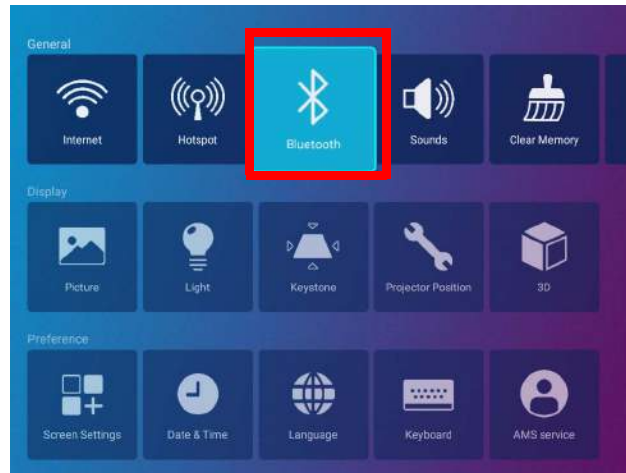 General
Internet Hotspot Bluetooth Sounds Clear Memory
Display
Picture Light Keystone Projector Position 3D
Preference
Screen Settings Date & Time Language Keyboard AMS service